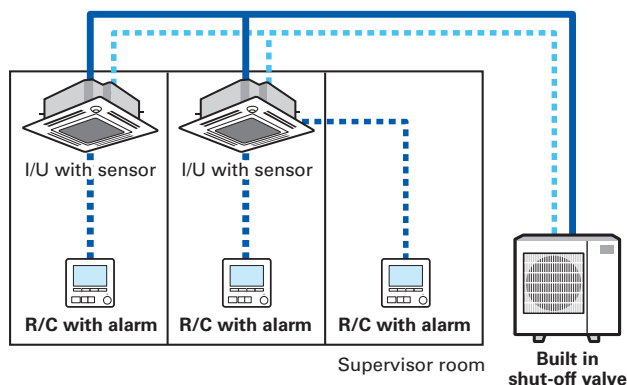 I/U with sensor
I/U with sensor
R/C with alarm
R/C with alarm
R/C with alarm
Supervisor room
Built in
shut-off valve